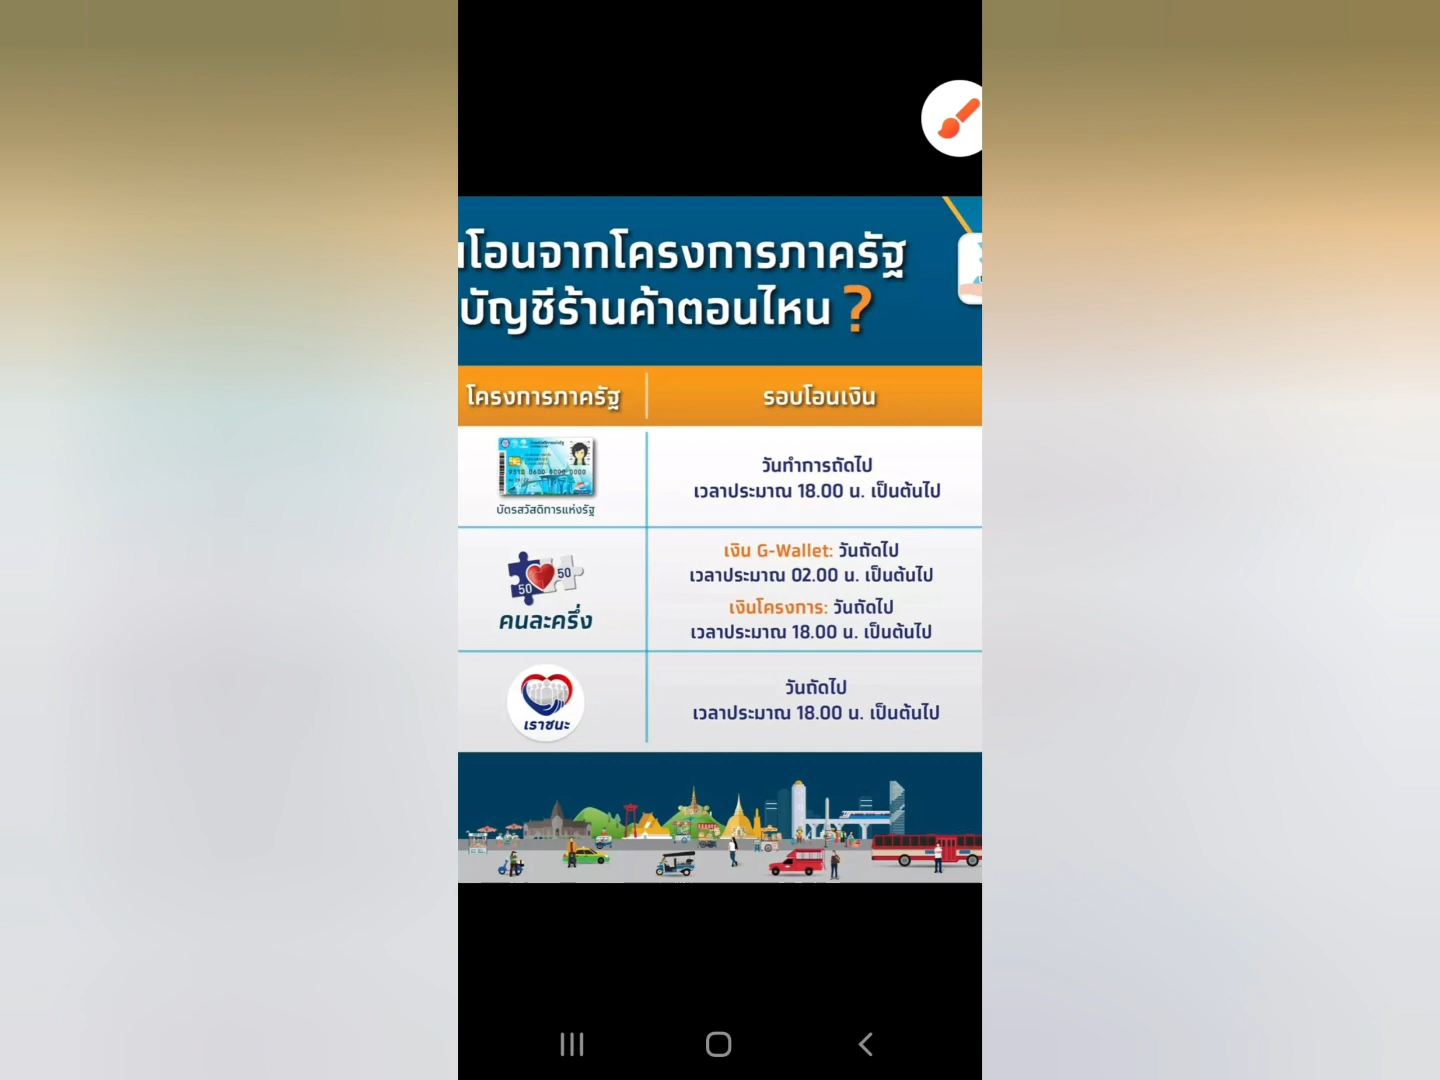 โอนจากโครงการภาครัฐ
บัญชีร้านค้าตอนไหน?
โครงการภาครัฐ
รอบโอนเงิน
บัตรสวัสดิการแห่งรัฐ
วันทำการถัดไป
เวลาประมาณ 18.00 น. เป็นต้นไป
50
50
คนละครึ่ง
เงิน G-Wallet: วันถัดไป
เวลาประมาณ 02.00 น. เป็นต้นไป
เงินโครงการ: วันถัดไป
เวลาประมาณ 18.00 น. เป็นต้นไป
เราชนะ
วันถัดไป
เวลาประมาณ 18.00 น. เป็นต้นไป